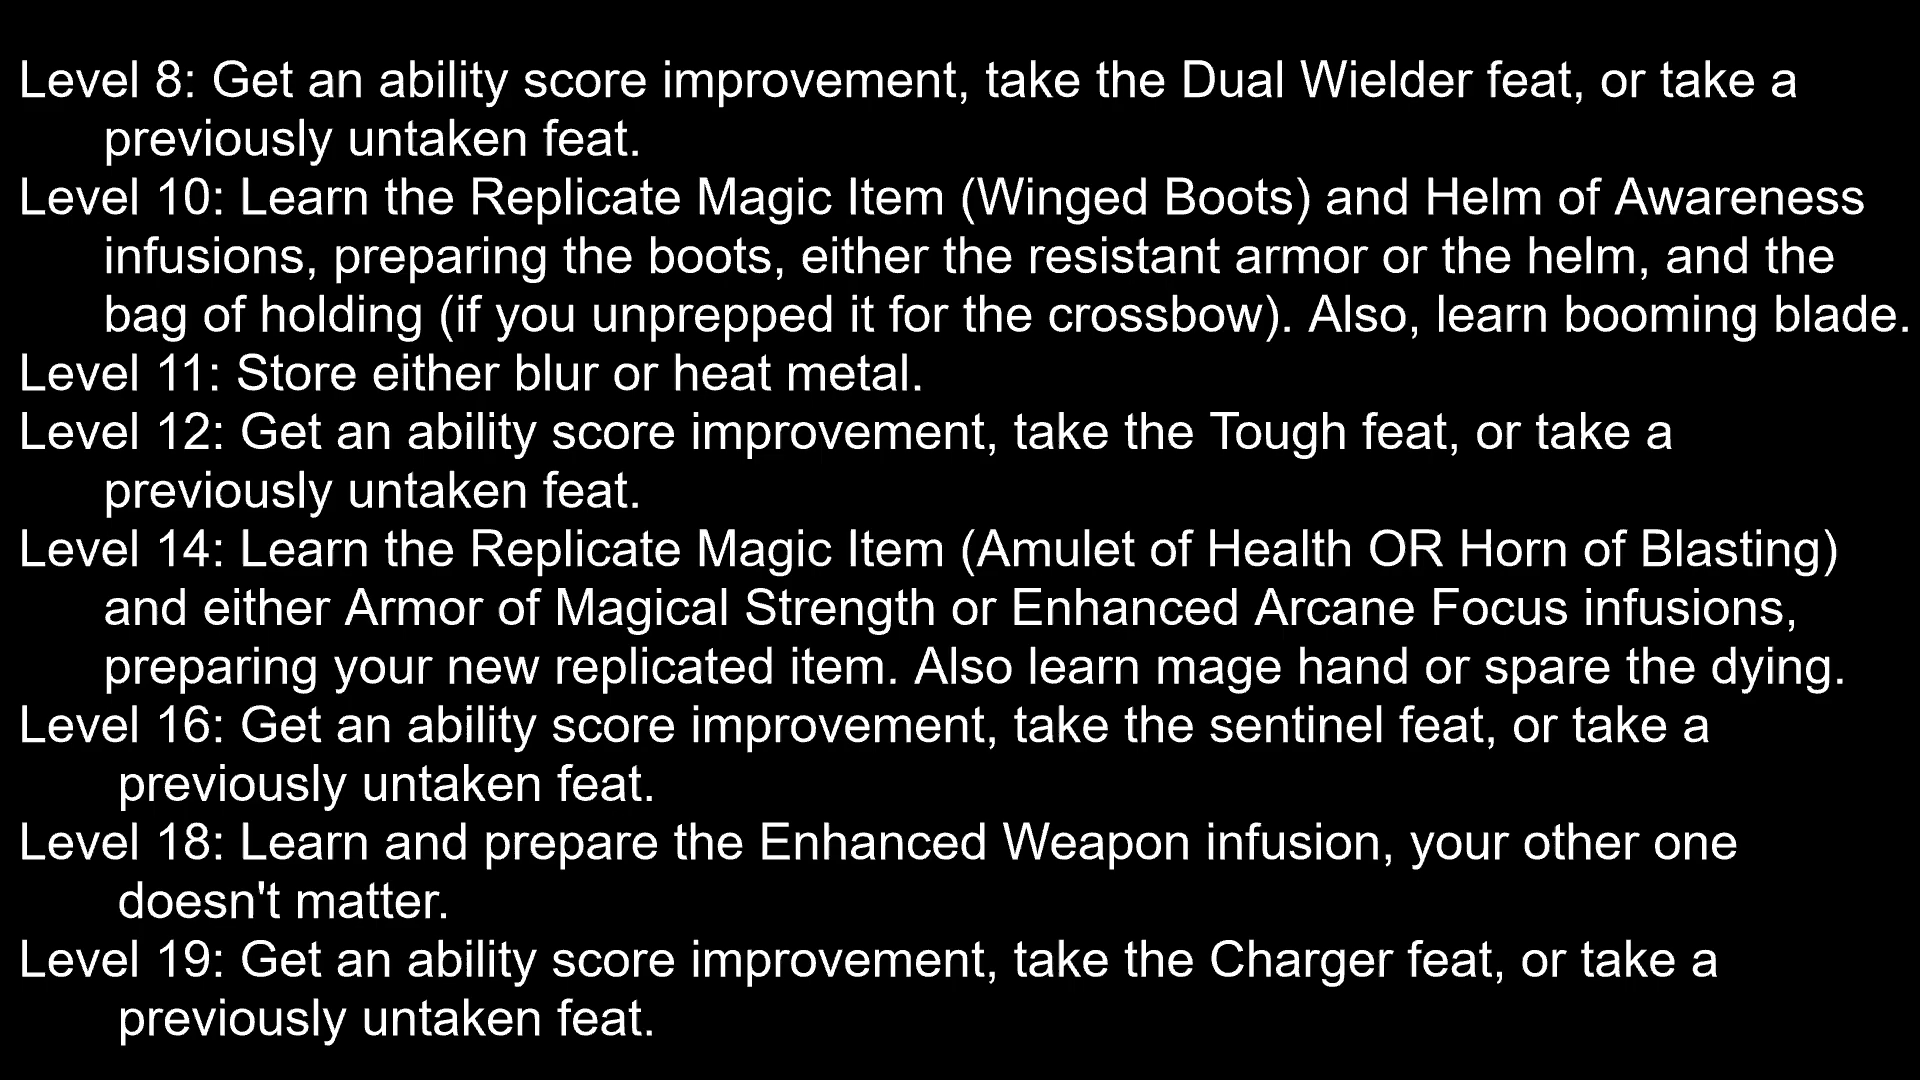 Level 8: Get an ability score improvement, take the Dual Wielder feat, or take a
previously untaken feat.
Level 10: Learn the Replicate Magic Item (Winged Boots) and Helm of Awareness
infusions, preparing the boots, either the resistant armor or the helm, and the
bag of holding (if you unprepped it for the crossbow). Also, learn booming blade.
Level 11: Store either blur or heat metal.
Level 12: Get an ability score improvement, take the Tough feat, or take a
previously untaken feat.
Level 14: Learn the Replicate Magic Item (Amulet of Health OR Horn of Blasting)
and either Armor of Magical Strength or Enhanced Arcane Focus infusions,
preparing your new replicated item. Also learn mage hand or spare the dying.
Level 16: Get an ability score improvement, take the sentinel feat, or take a
previously untaken feat.
Level 18: Learn and prepare the Enhanced Weapon infusion, your other one
doesn't matter.
Level 19: Get an ability score improvement, take the Charger feat, or take a
previously untaken feat.